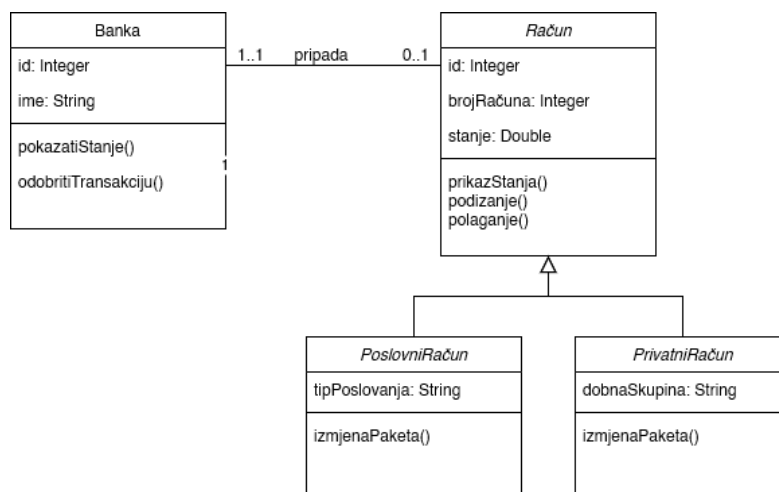 Banka
id: Integer
ime: String
pokazatiStanje()
odobritiTransakciju()
1
1..1 pripada 0..1
Račun
id: Integer
brojRačuna: Integer
stanje: Double
prikazStanja()
podizanje()
polaganje()
PoslovniRačun
tipPoslovanja: String
izmjenaPaketa()
PrivatniRačun
dobnaSkupina: String
izmjenaPaketa()